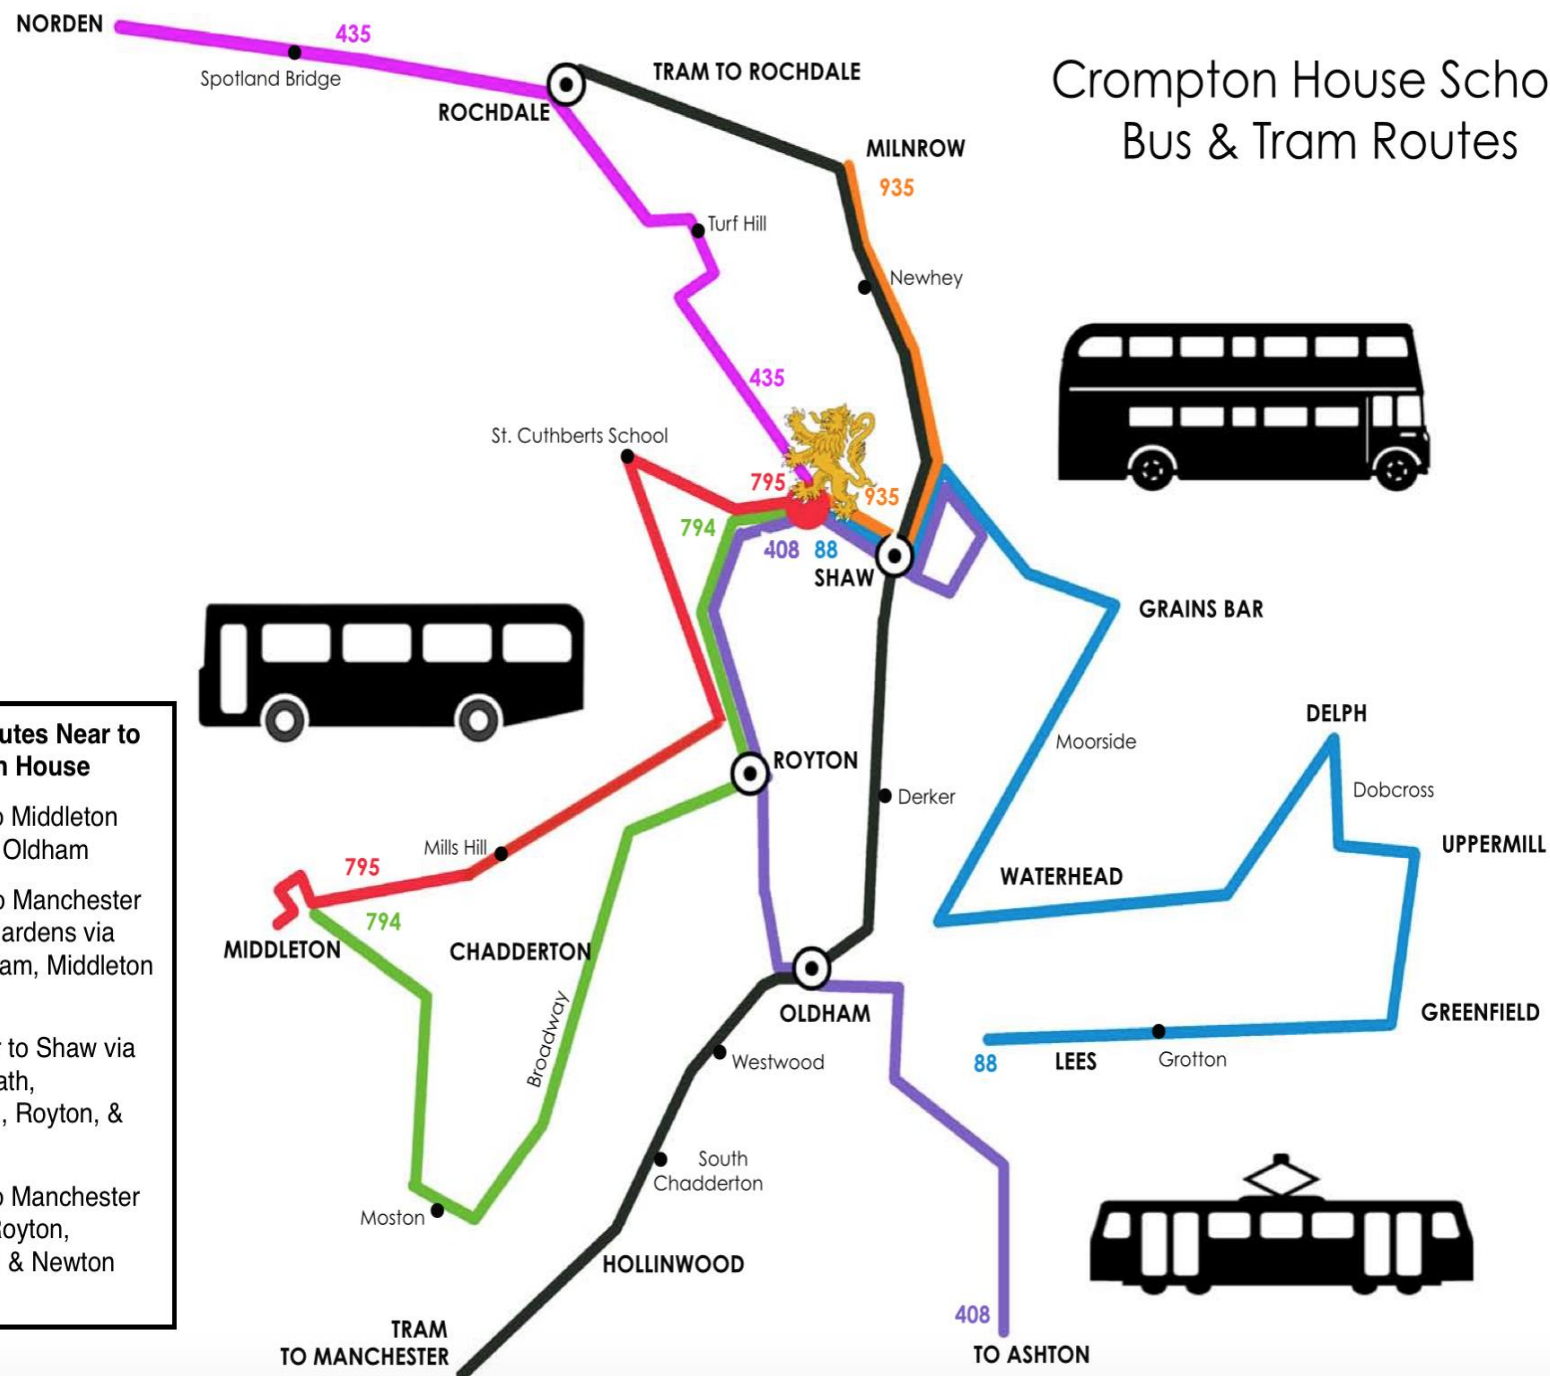 Crompton House Scho
Bus & Tram Routes
NORDEN
435
Spotland Bridge
ROCHDALE
TRAM TO ROCHDALE
MILNROW
935
Turf Hill
Newhey
435
St. Cuthberts School
795
935
794
408
88
SHAW
GRAINS BAR
DELPH
Moorside
ROYTON
Dobcross
Derker
UPPERMILL
Mills Hill
795
WATERHEAD
794
MIDDLETON
CHADDERTON
Broadway
OLDHAM
GREENFIELD
Westwood
88
LEES
Grotton
South
Chadderton
Moston
HOLLINWOOD
408
TRAM
TO MANCHESTER
TO ASHTON
utes Near to
n House
o Middleton
Oldham
o Manchester
ardens via
am, Middleton
r to Shaw via
ath,
, Royton, &
o Manchester
Royton,
& Newton